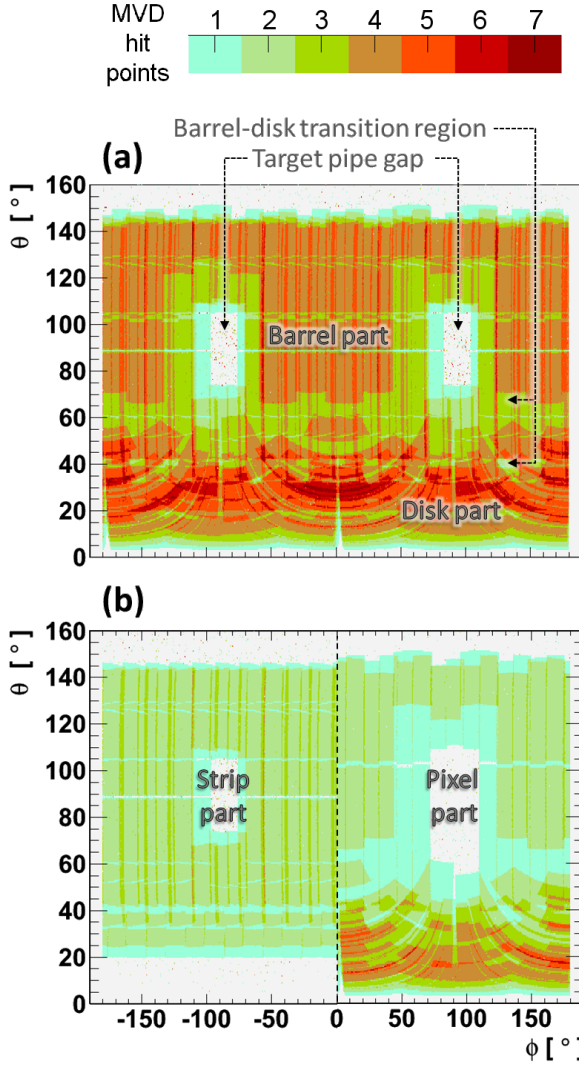 MVD hit points
1 2 3 4 5 6 7
Barrel-disk transition region
(a)
Target pipe gap
θ [°]
160
140
120
100
80
60
40
20
0
Barrel part
Disk part
(b)
θ [°]
160
140
120
100
80
60
40
20
0
Strip part
Pixel part
-150 -100 -50 0 50 100 150
ϕ [°]